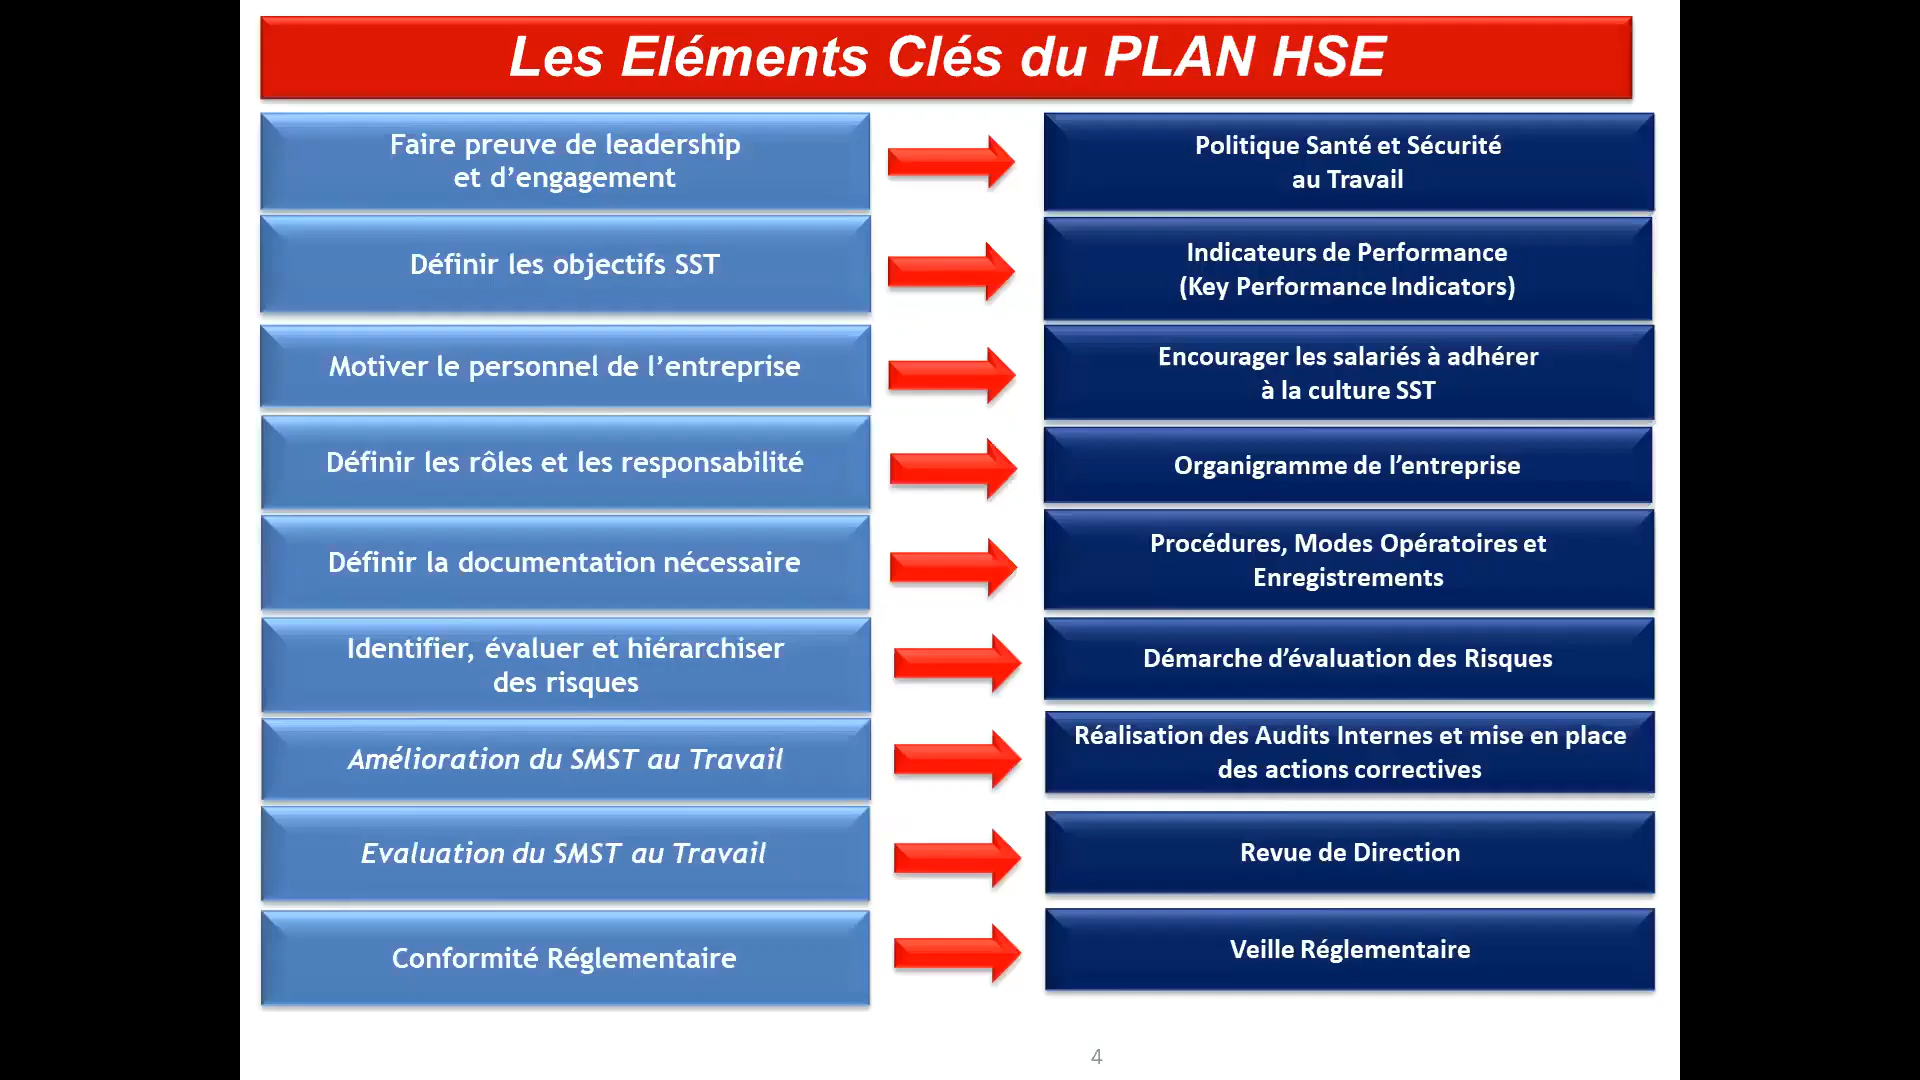 Les Eléments Clés du PLAN HSE
Faire preuve de leadership
et d’engagement
Politique Santé et Sécurité
au Travail
Définir les objectifs SST
Indicateurs de Performance
(Key Performance Indicators)
Motiver le personnel de l’entreprise
Encourager les salariés à adhérer
à la culture SST
Définir les rôles et les responsabilité
Organigramme de l’entreprise
Définir la documentation nécessaire
Procédures, Modes Opératoires et
Enregistrements
Identifier, évaluer et hiérarchiser
des risques
Démarche d’évaluation des Risques
Amélioration du SMST au Travail
Réalisation des Audits Internes et mise en place
des actions correctives
Evaluation du SMST au Travail
Revue de Direction
Conformité Réglementaire
Veille Réglementaire
4